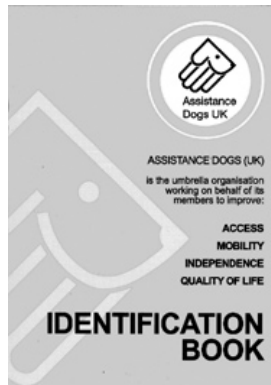 Assistance
Dogs UK
ASSISTANCE DOGS (UK)
is the umbrella organisation
working on behalf of its
members to improve:
ACCESS
MOBILITY
INDEPENDENCE
QUALITY OF LIFE
IDENTIFICATION
BOOK